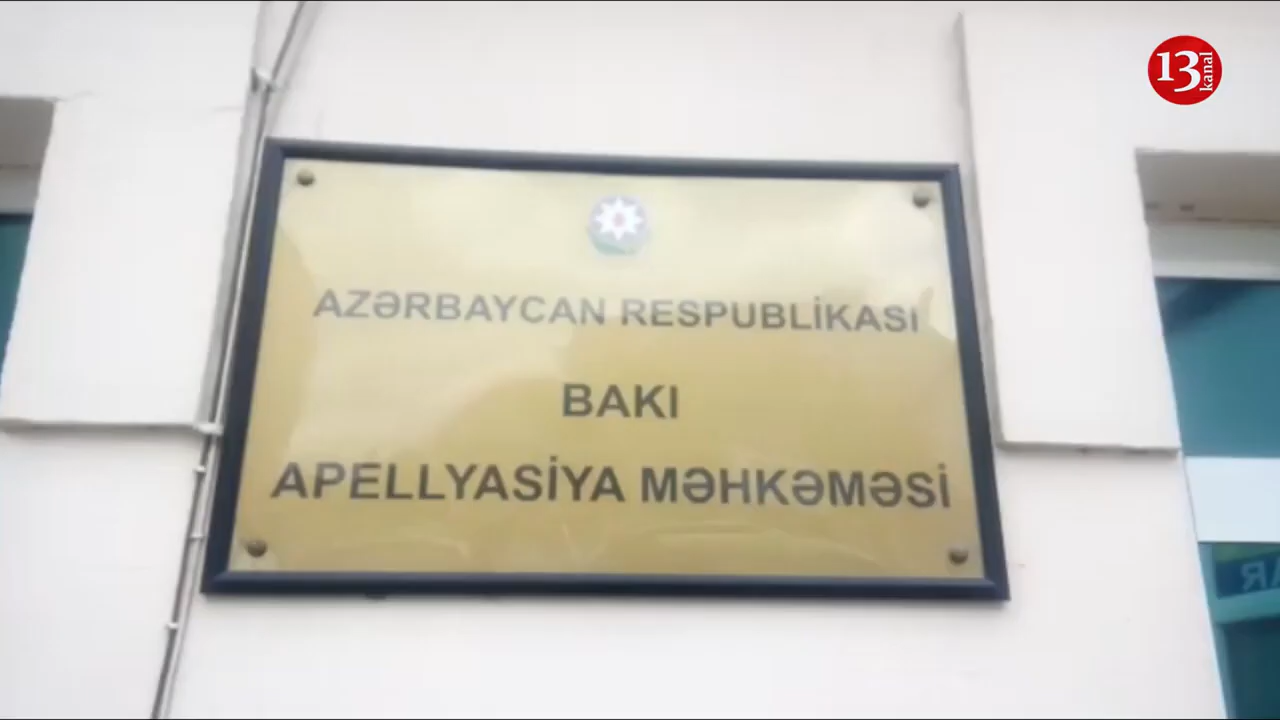 13 kanal
AZƏRBAYCAN RESPUBLİKASI
BAKI
APELLYASİYA MƏHKƏMƏSİ